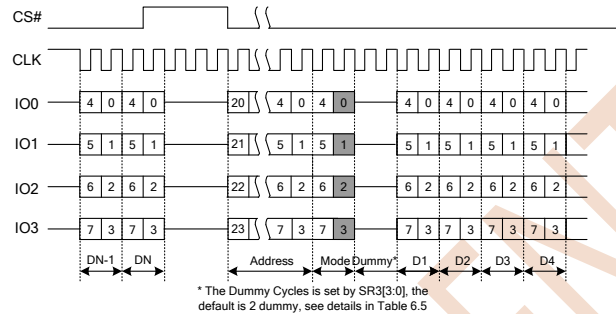 CS#
CLK
IO0 4 0 4 0 20 4 0 4 0 4 0 4 0 4 0 4 0
IO1 5 1 5 1 21 5 1 5 1 5 1 5 1 5 1 5 1
IO2 6 2 6 2 22 6 2 6 2 6 2 6 2 6 2 6 2
IO3 7 3 7 3 23 7 3 7 3 7 3 7 3 7 3 7 3
DN-1 DN Address Mode Dummy* D1 D2 D3 D4
* The Dummy Cycles is set by SR3[3:0], the
default is 2 dummy, see details in Table 6.5